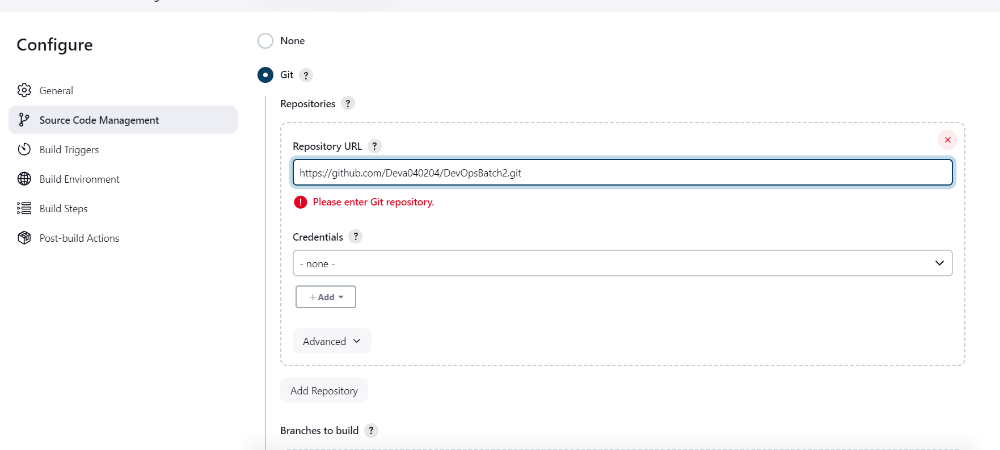 Configure
General
Source Code Management
Build Triggers
Build Environment
Build Steps
Post-build Actions
None
Git ?
Repositories ?
Repository URL ?
https://github.com/Deva040204/DevOpsBatch2.git
Please enter Git repository.
Credentials ?
- none -
+ Add
Advanced
Add Repository
Branches to build ?